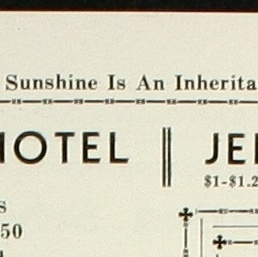 Sunshine Is An Inherita
HOTEL JE
$1-$1.2
s
50